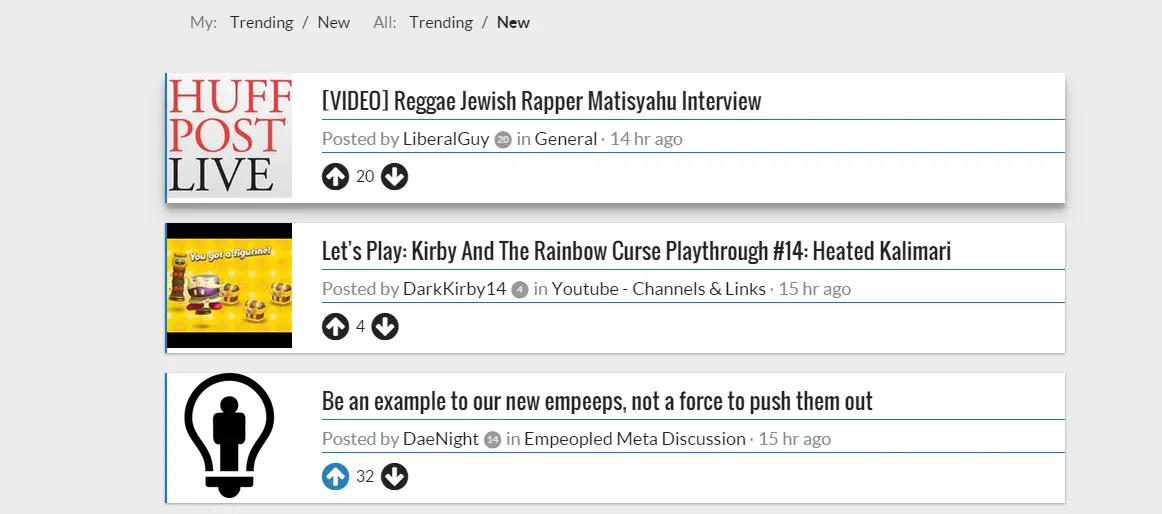 My: Trending / New All: Trending / New
HUFF
POST
LIVE
[VIDEO] Reggae Jewish Rapper Matisyahu Interview
Posted by LiberalGuy 20 in General · 14 hr ago
20
You got a figurine!
Let's Play: Kirby And The Rainbow Curse Playthrough #14: Heated Kalimari
Posted by DarkKirby14 4 in Youtube - Channels & Links · 15 hr ago
4
Be an example to our new empeeps, not a force to push them out
Posted by DaeNight 14 in Empeopled Meta Discussion · 15 hr ago
32